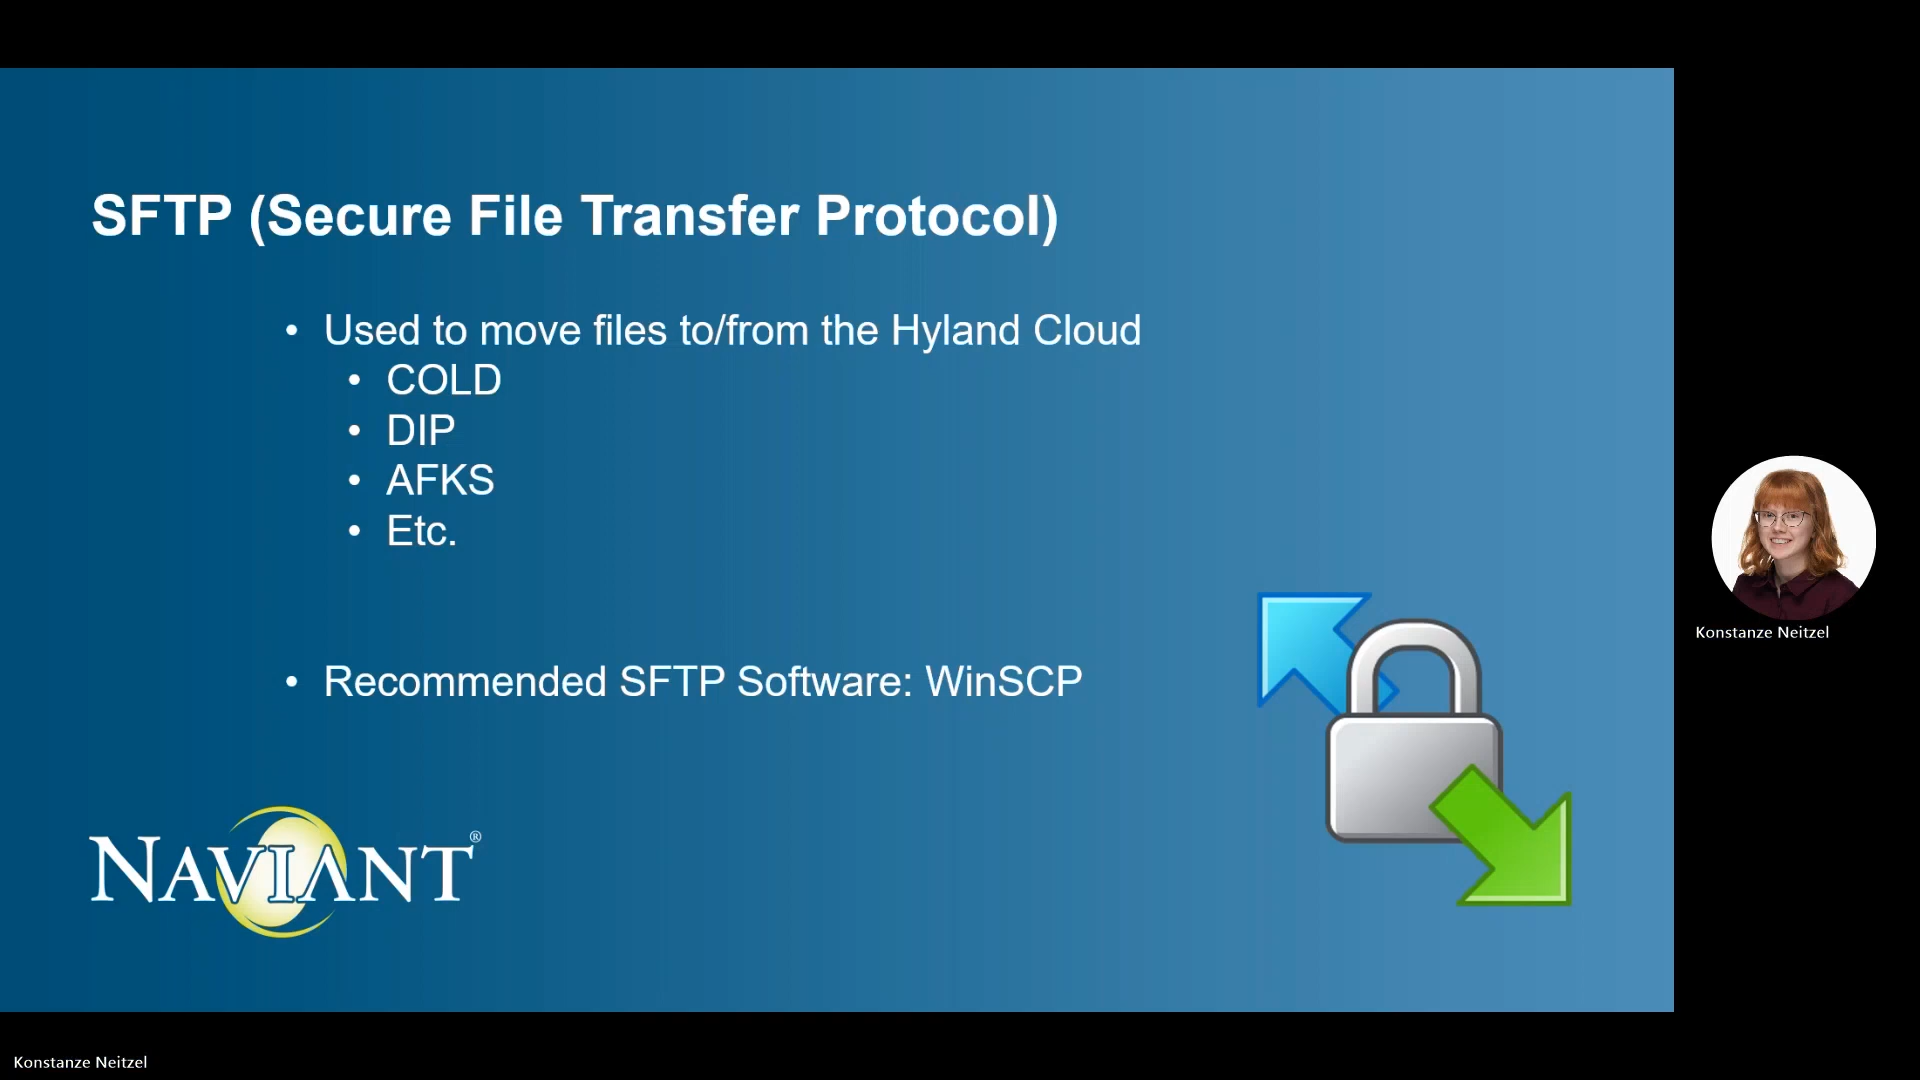 SFTP (Secure File Transfer Protocol)
• Used to move files to/from the Hyland Cloud
• COLD
• DIP
• AFKS
• Etc.
• Recommended SFTP Software: WinSCP
NAVIANT®
Konstanze Neitzel
Konstanze Neitzel